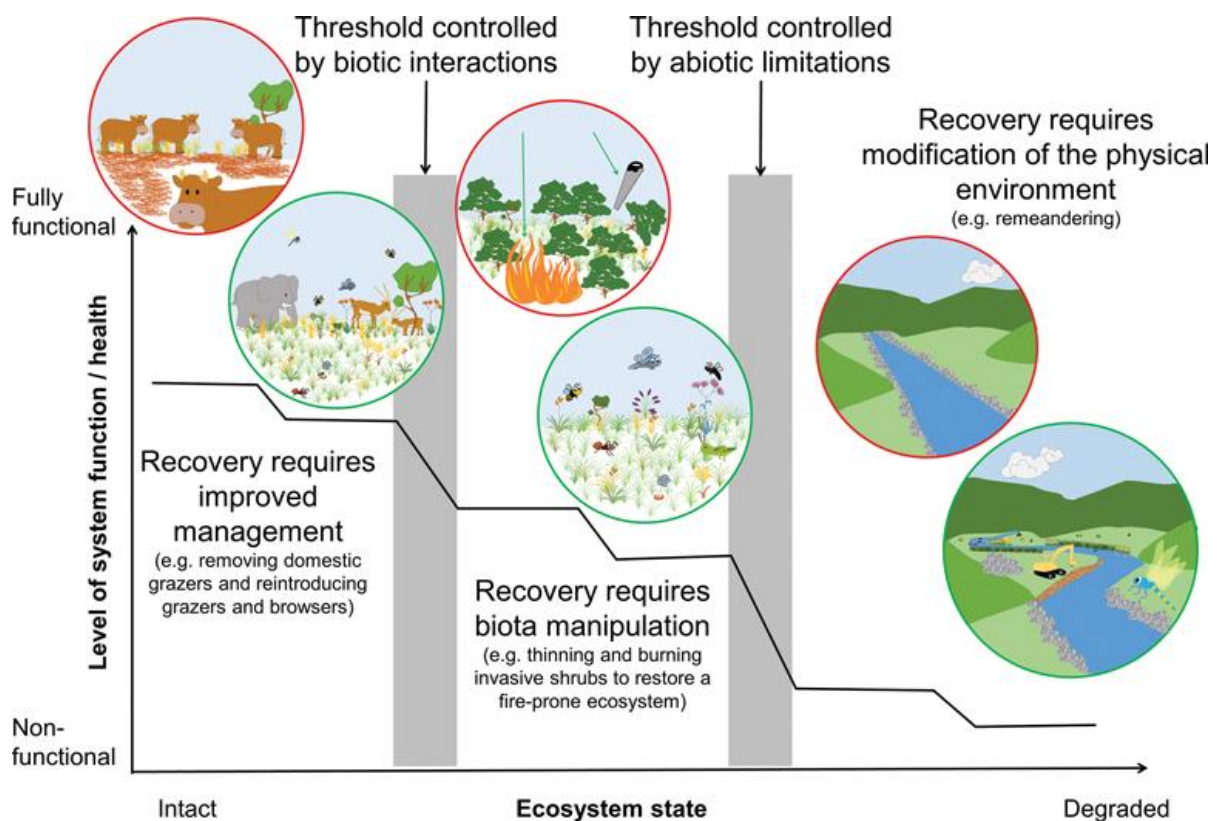 Threshold controlled
by biotic interactions
Threshold controlled
by abiotic limitations
Recovery requires
modification of the physical
environment
(e.g. remeandering)
Fully
functional
Level of system function / health
Recovery requires
improved
management
(e.g. removing domestic
grazers and reintroducing
grazers and browsers)
Recovery requires
biota manipulation
(e.g. thinning and burning
invasive shrubs to restore a
fire-prone ecosystem)
Non-
functional
Intact
Ecosystem state
Degraded